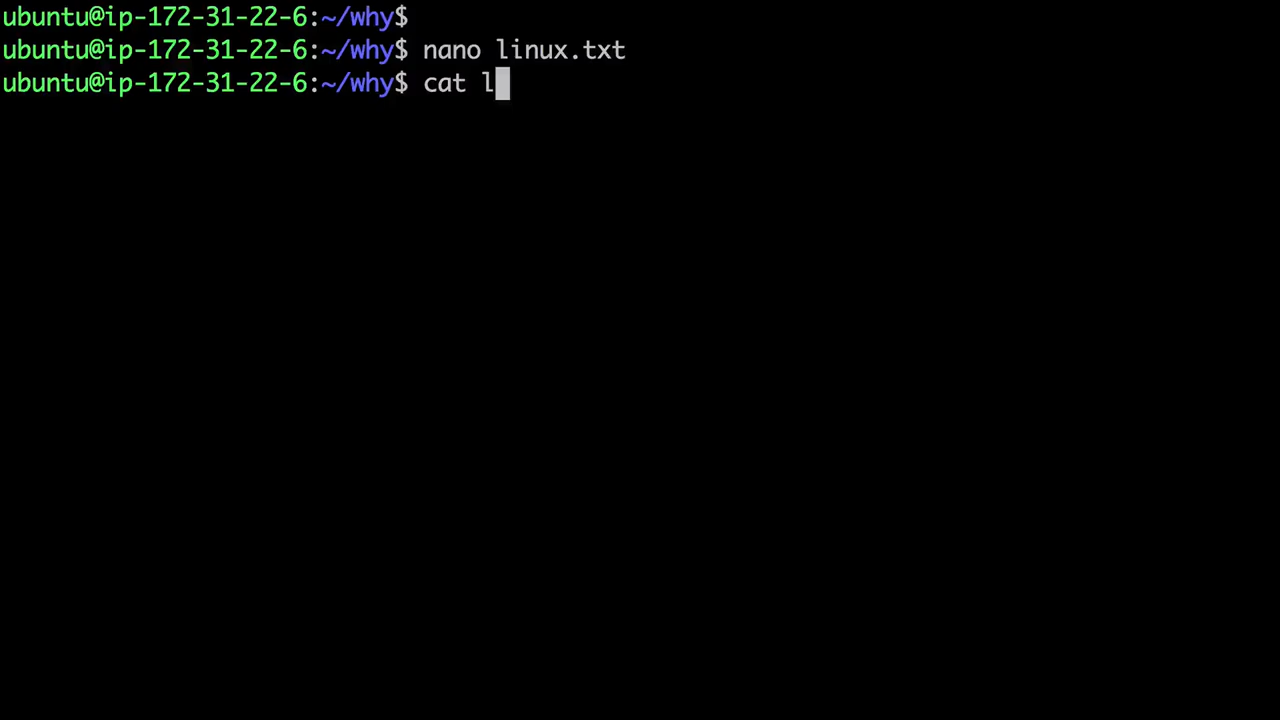 ubuntu@ip-172-31-22-6:~/why$
ubuntu@ip-172-31-22-6:~/why$ nano linux.txt
ubuntu@ip-172-31-22-6:~/why$ cat l